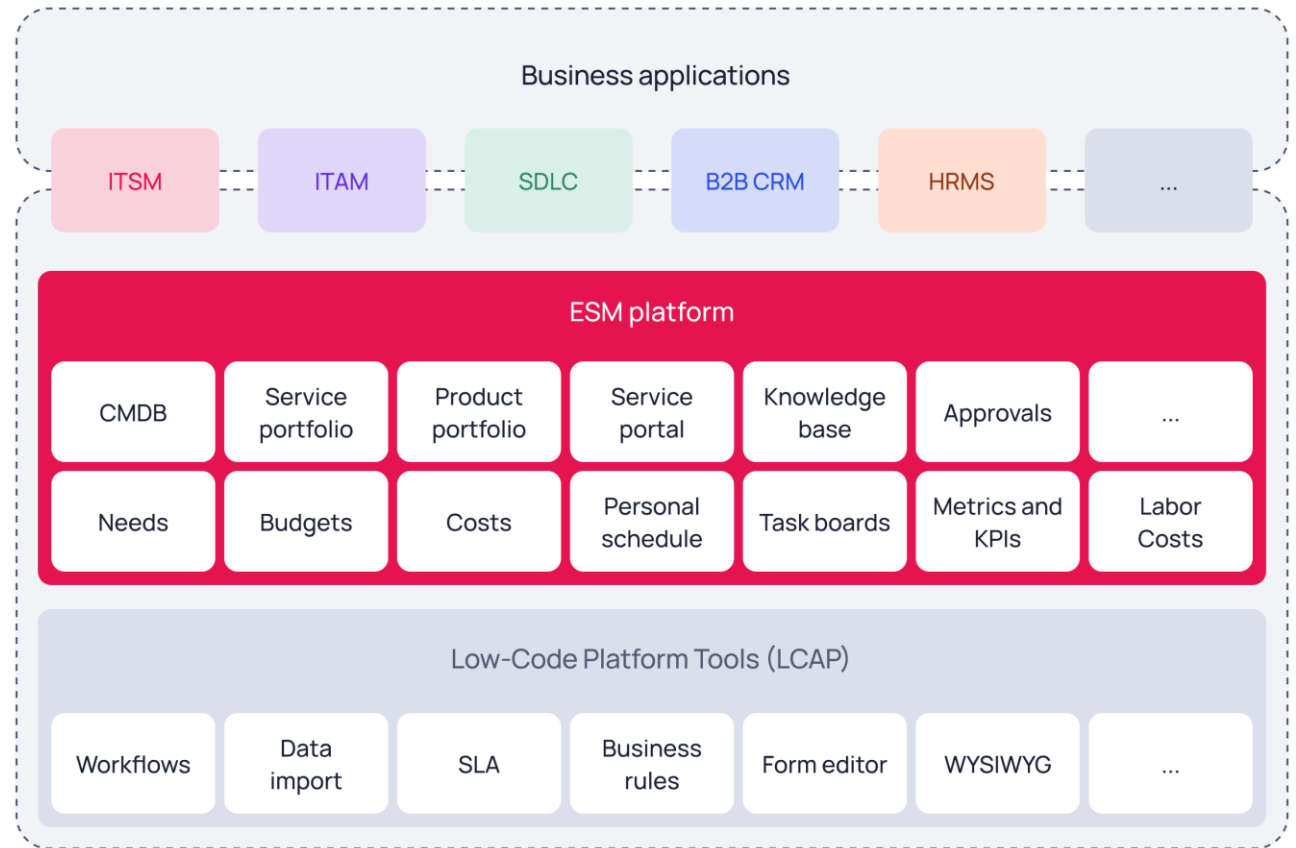 Business applications
ITSM
ITAM
SDLC
B2B CRM
HRMS
...
ESM platform
CMDB
Service
portfolio
Product
portfolio
Service
portal
Knowledge
base
Approvals
...
Needs
Budgets
Costs
Personal
schedule
Task boards
Metrics and
KPIs
Labor
Costs
Low-Code Platform Tools (LCAP)
Workflows
Data
import
SLA
Business
rules
Form editor
WYSIWYG
...